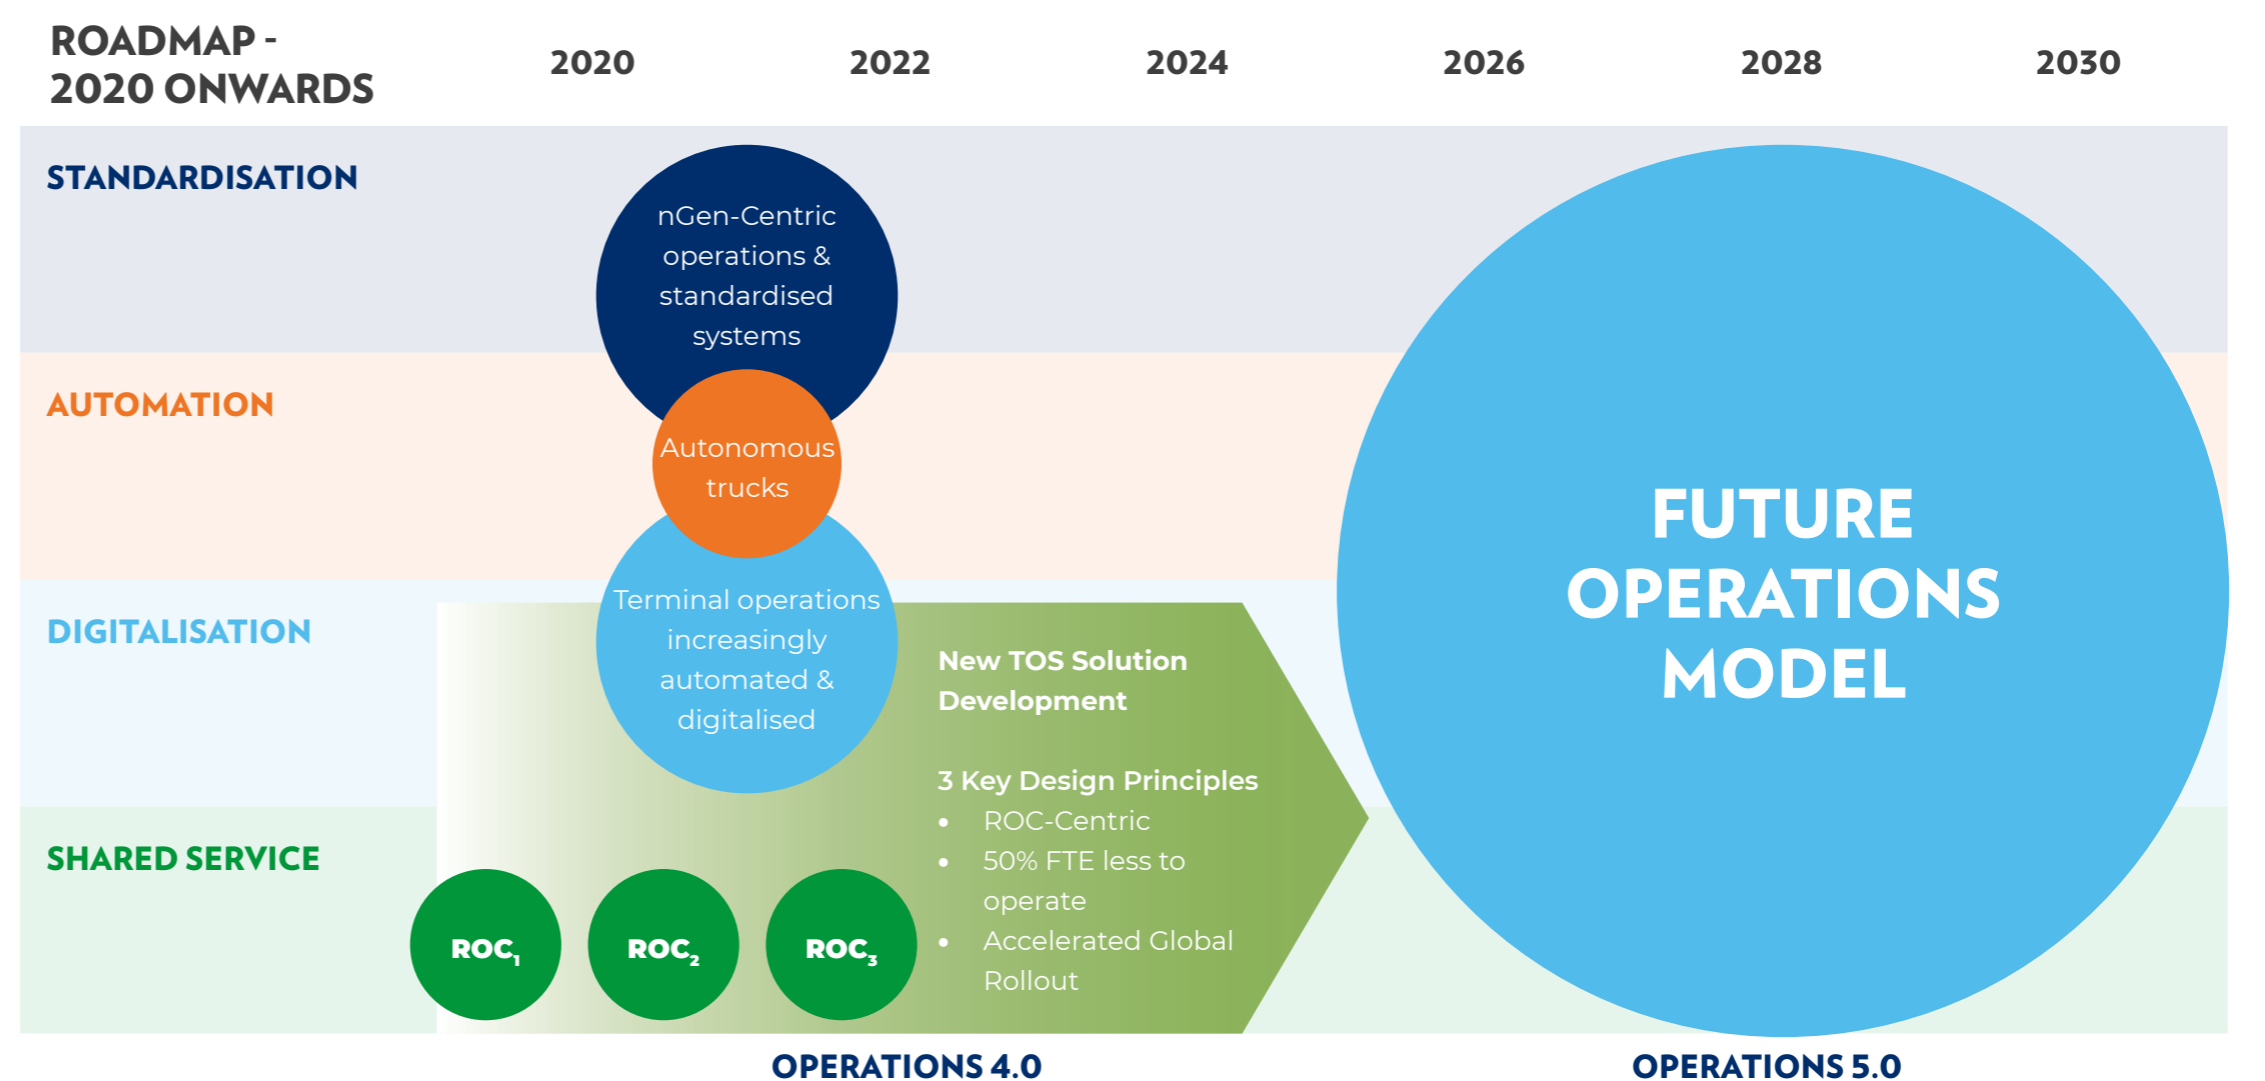 ROADMAP -
2020 ONWARDS
2020
2022
2024
2026
2028
2030
STANDARDISATION
nGen-Centric
operations &
standardised
systems
AUTOMATION
Autonomous
trucks
DIGITALISATION
Terminal operations
increasingly
automated &
digitalised
New TOS Solution
Development
3 Key Design Principles
• ROC-Centric
• 50% FTE less to
operate
• Accelerated Global
Rollout
SHARED SERVICE
ROC1
ROC2
ROC3
FUTURE
OPERATIONS
MODEL
OPERATIONS 4.0
OPERATIONS 5.0